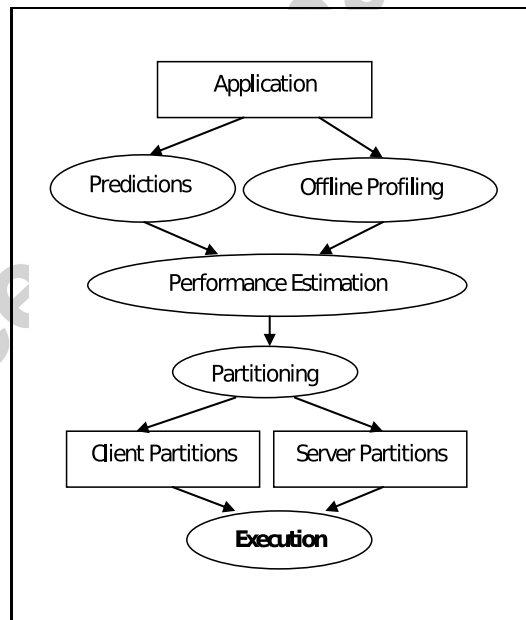 Application
Predictions
Offline Profiling
Performance Estimation
Partitioning
Client Partitions
Server Partitions
Execution